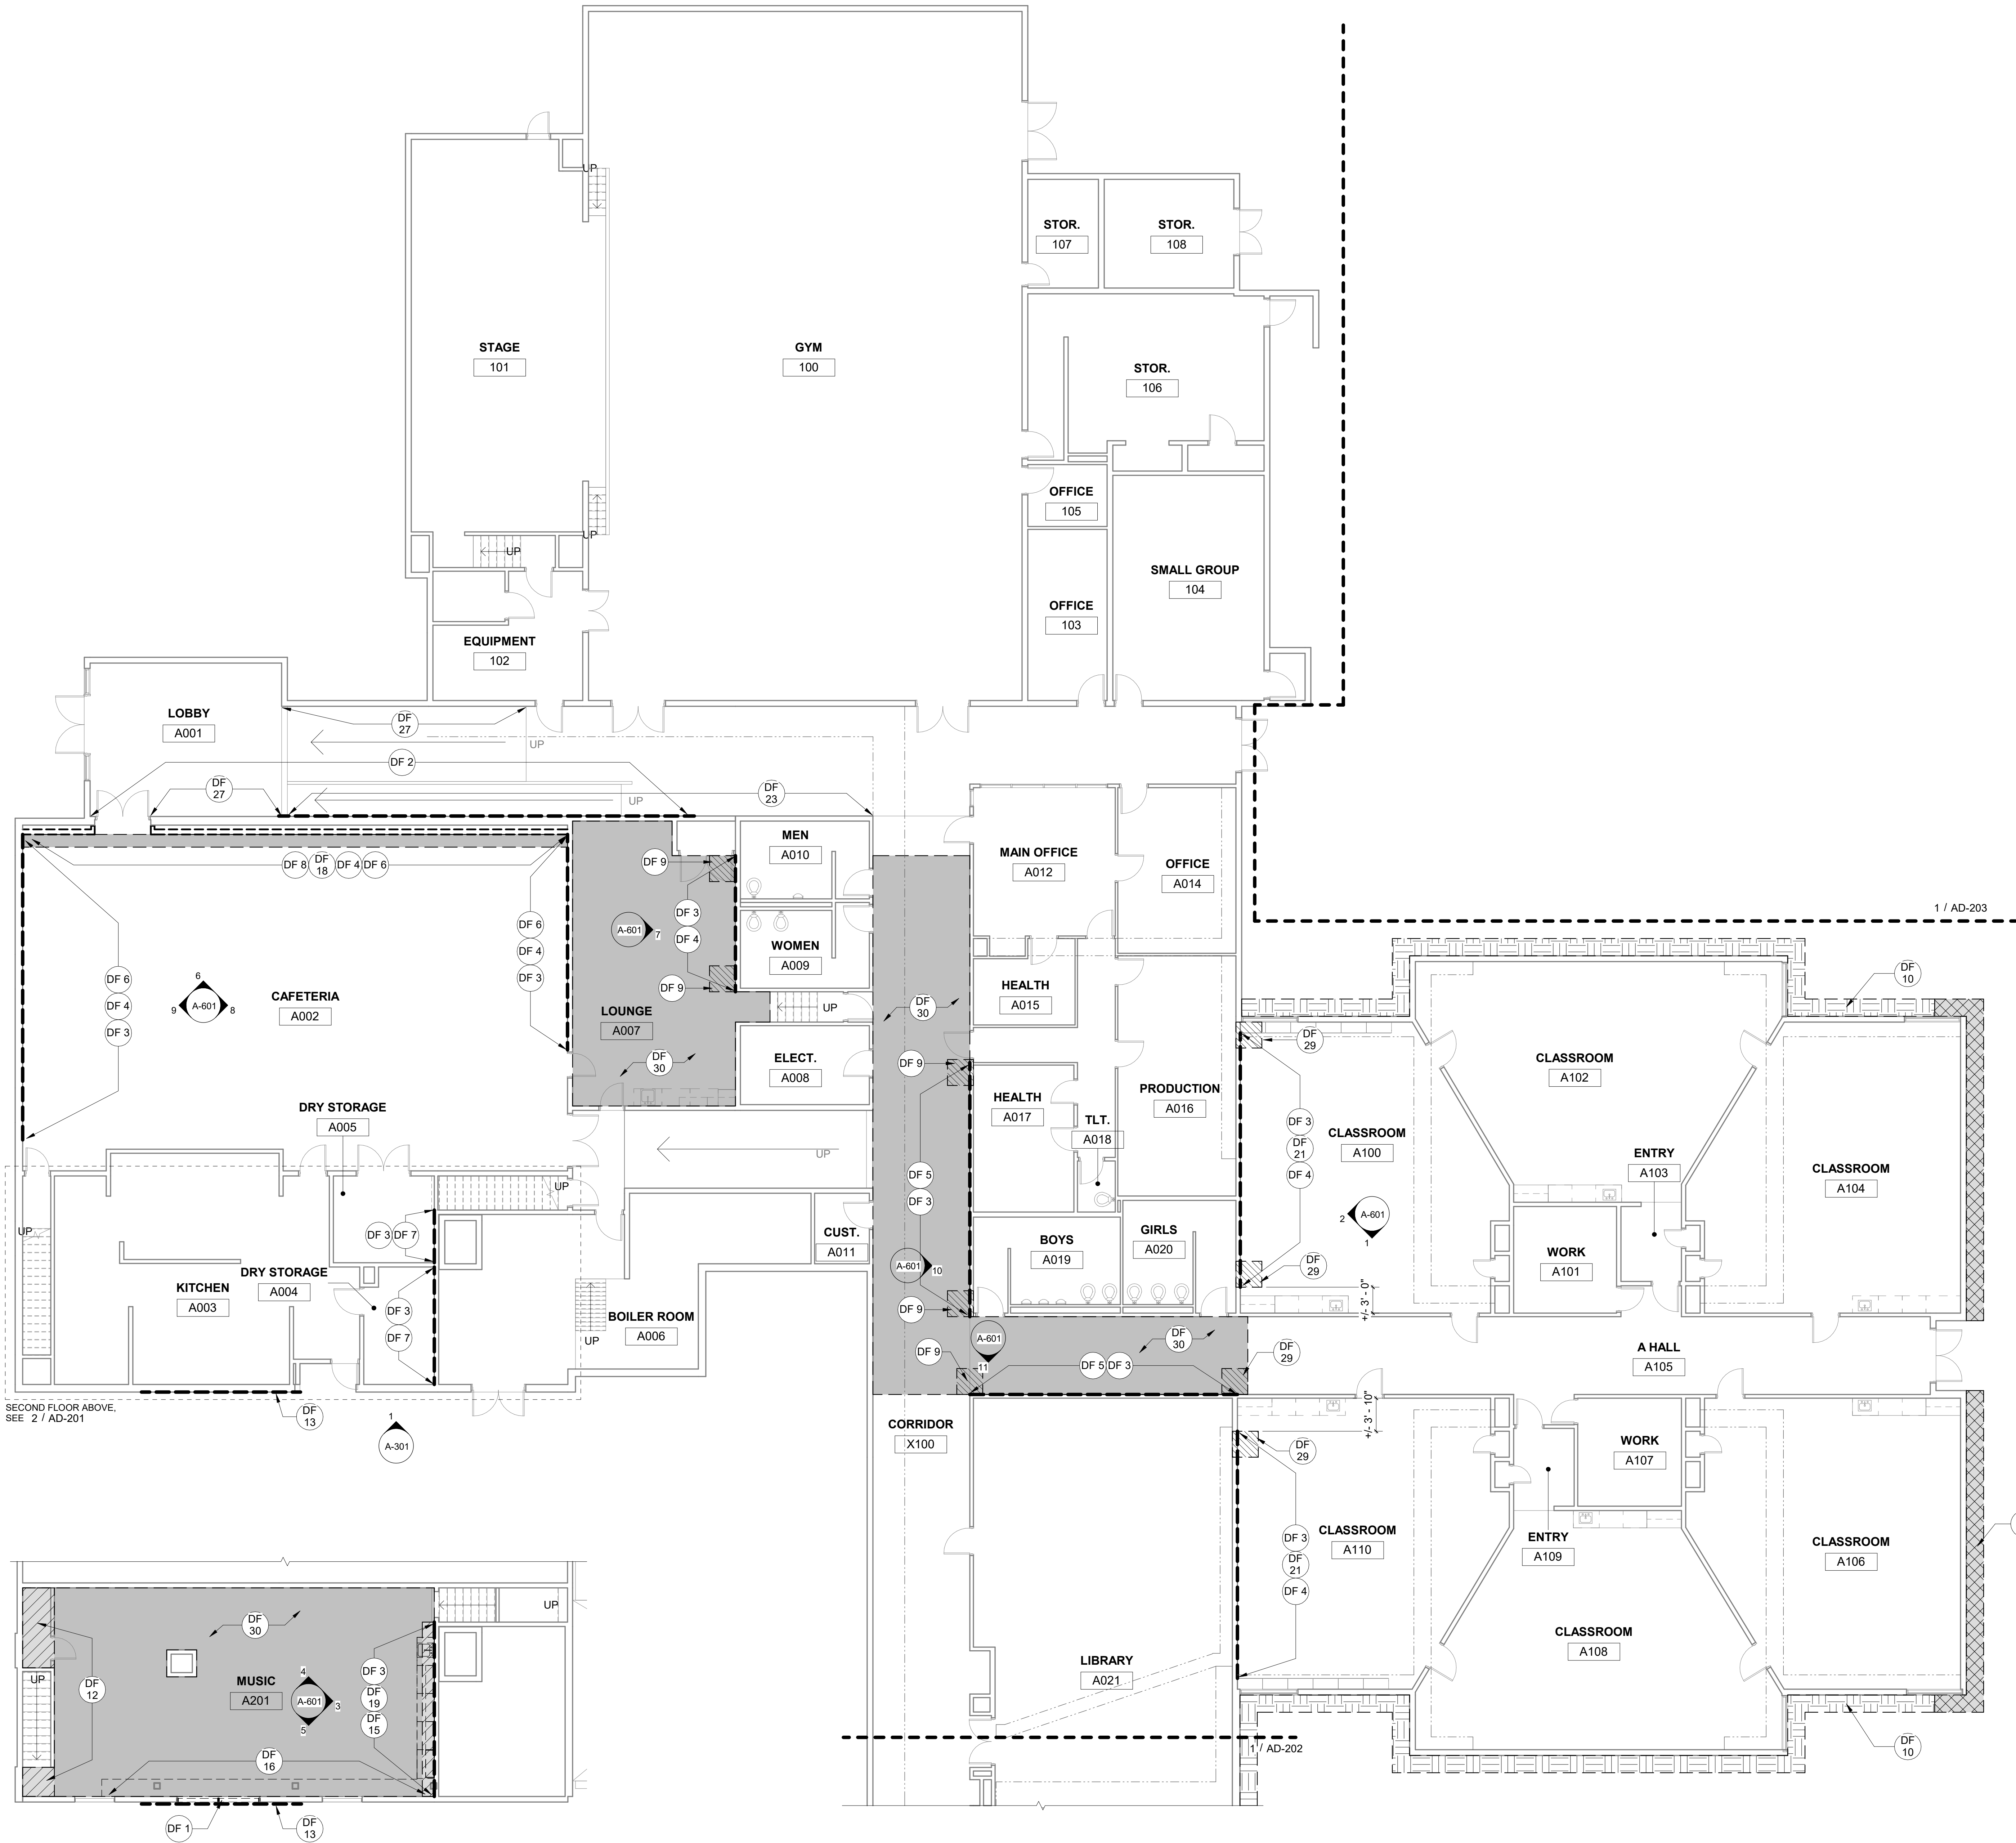 UP
STOR.
107
STOR.
108
STAGE
101
GYM
100
STOR.
106
UP
UP
OFFICE
105
SMALL GROUP
104
OFFICE
103
EQUIPMENT
102
LOBBY
A001
DF
27
UP
DF 2
DF
27
DF
23
UP
MEN
A010
MAIN OFFICE
A012
OFFICE
A014
DF 8
DF
18
DF 4
DF 6
DF 9
DF 6
DF 4
DF 3
A-601
7
DF 3
DF 4
WOMEN
A009
DF 9
1 / AD-203
DF
10
DF 6
DF 4
DF 3
6
A-601
9
8
CAFETERIA
A002
LOUNGE
A007
UP
HEALTH
A015
DF
30
DF
29
DF
30
ELECT.
A008
DF 9
CLASSROOM
A102
DRY STORAGE
A005
HEALTH
A017
PRODUCTION
A016
TLT.
A018
DF 3
DF
21
DF 4
CLASSROOM
A100
ENTRY
A103
CLASSROOM
A104
UP
UP
DF 5
DF 3
UP
DF 3
DF 7
CUST.
A011
BOYS
A019
GIRLS
A020
2
A-601
1
WORK
A101
DRY STORAGE
A004
KITCHEN
A003
A-601
10
DF
29
+/- 3' - 0"
DF 3
DF 7
BOILER ROOM
A006
UP
DF 9
A-601
11
DF
30
DF 9
DF 5
DF 3
DF
29
A HALL
A105
SECOND FLOOR ABOVE,
SEE 2 / AD-201
DF
13
1
A-301
CORRIDOR
X100
+/- 3' - 10"
DF
29
WORK
A107
DF 3
DF
21
DF 4
CLASSROOM
A110
ENTRY
A109
CLASSROOM
A106
UP
DF
30
MUSIC
A201
4
A-601
3
5
DF 3
DF
19
DF
15
UP
DF
12
DF
16
LIBRARY
A021
CLASSROOM
A108
1 / AD-202
DF
10
DF 1
DF
13